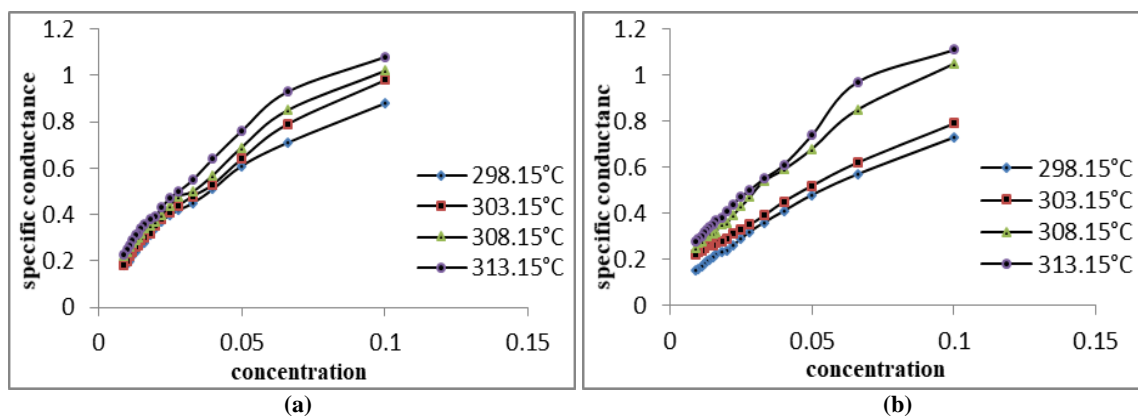 1.2
1
0.8
0.6
0.4
0.2
0
specific conductance
298.15°C
303.15°C
308.15°C
313.15°C
0 0.05 0.1 0.15
concentration
(a)
1.2
1
0.8
0.6
0.4
0.2
0
specific conductanc
298.15°C
303.15°C
308.15°C
313.15°C
0 0.05 0.1 0.15
concentration
(b)